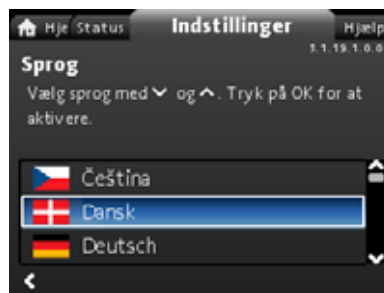 Hje Status Indstillinger Hjælp
3.1.19.1.0.0
Sprog
Vælg sprog med og . Tryk på OK for at
aktivere.
Čeština
Dansk
Deutsch